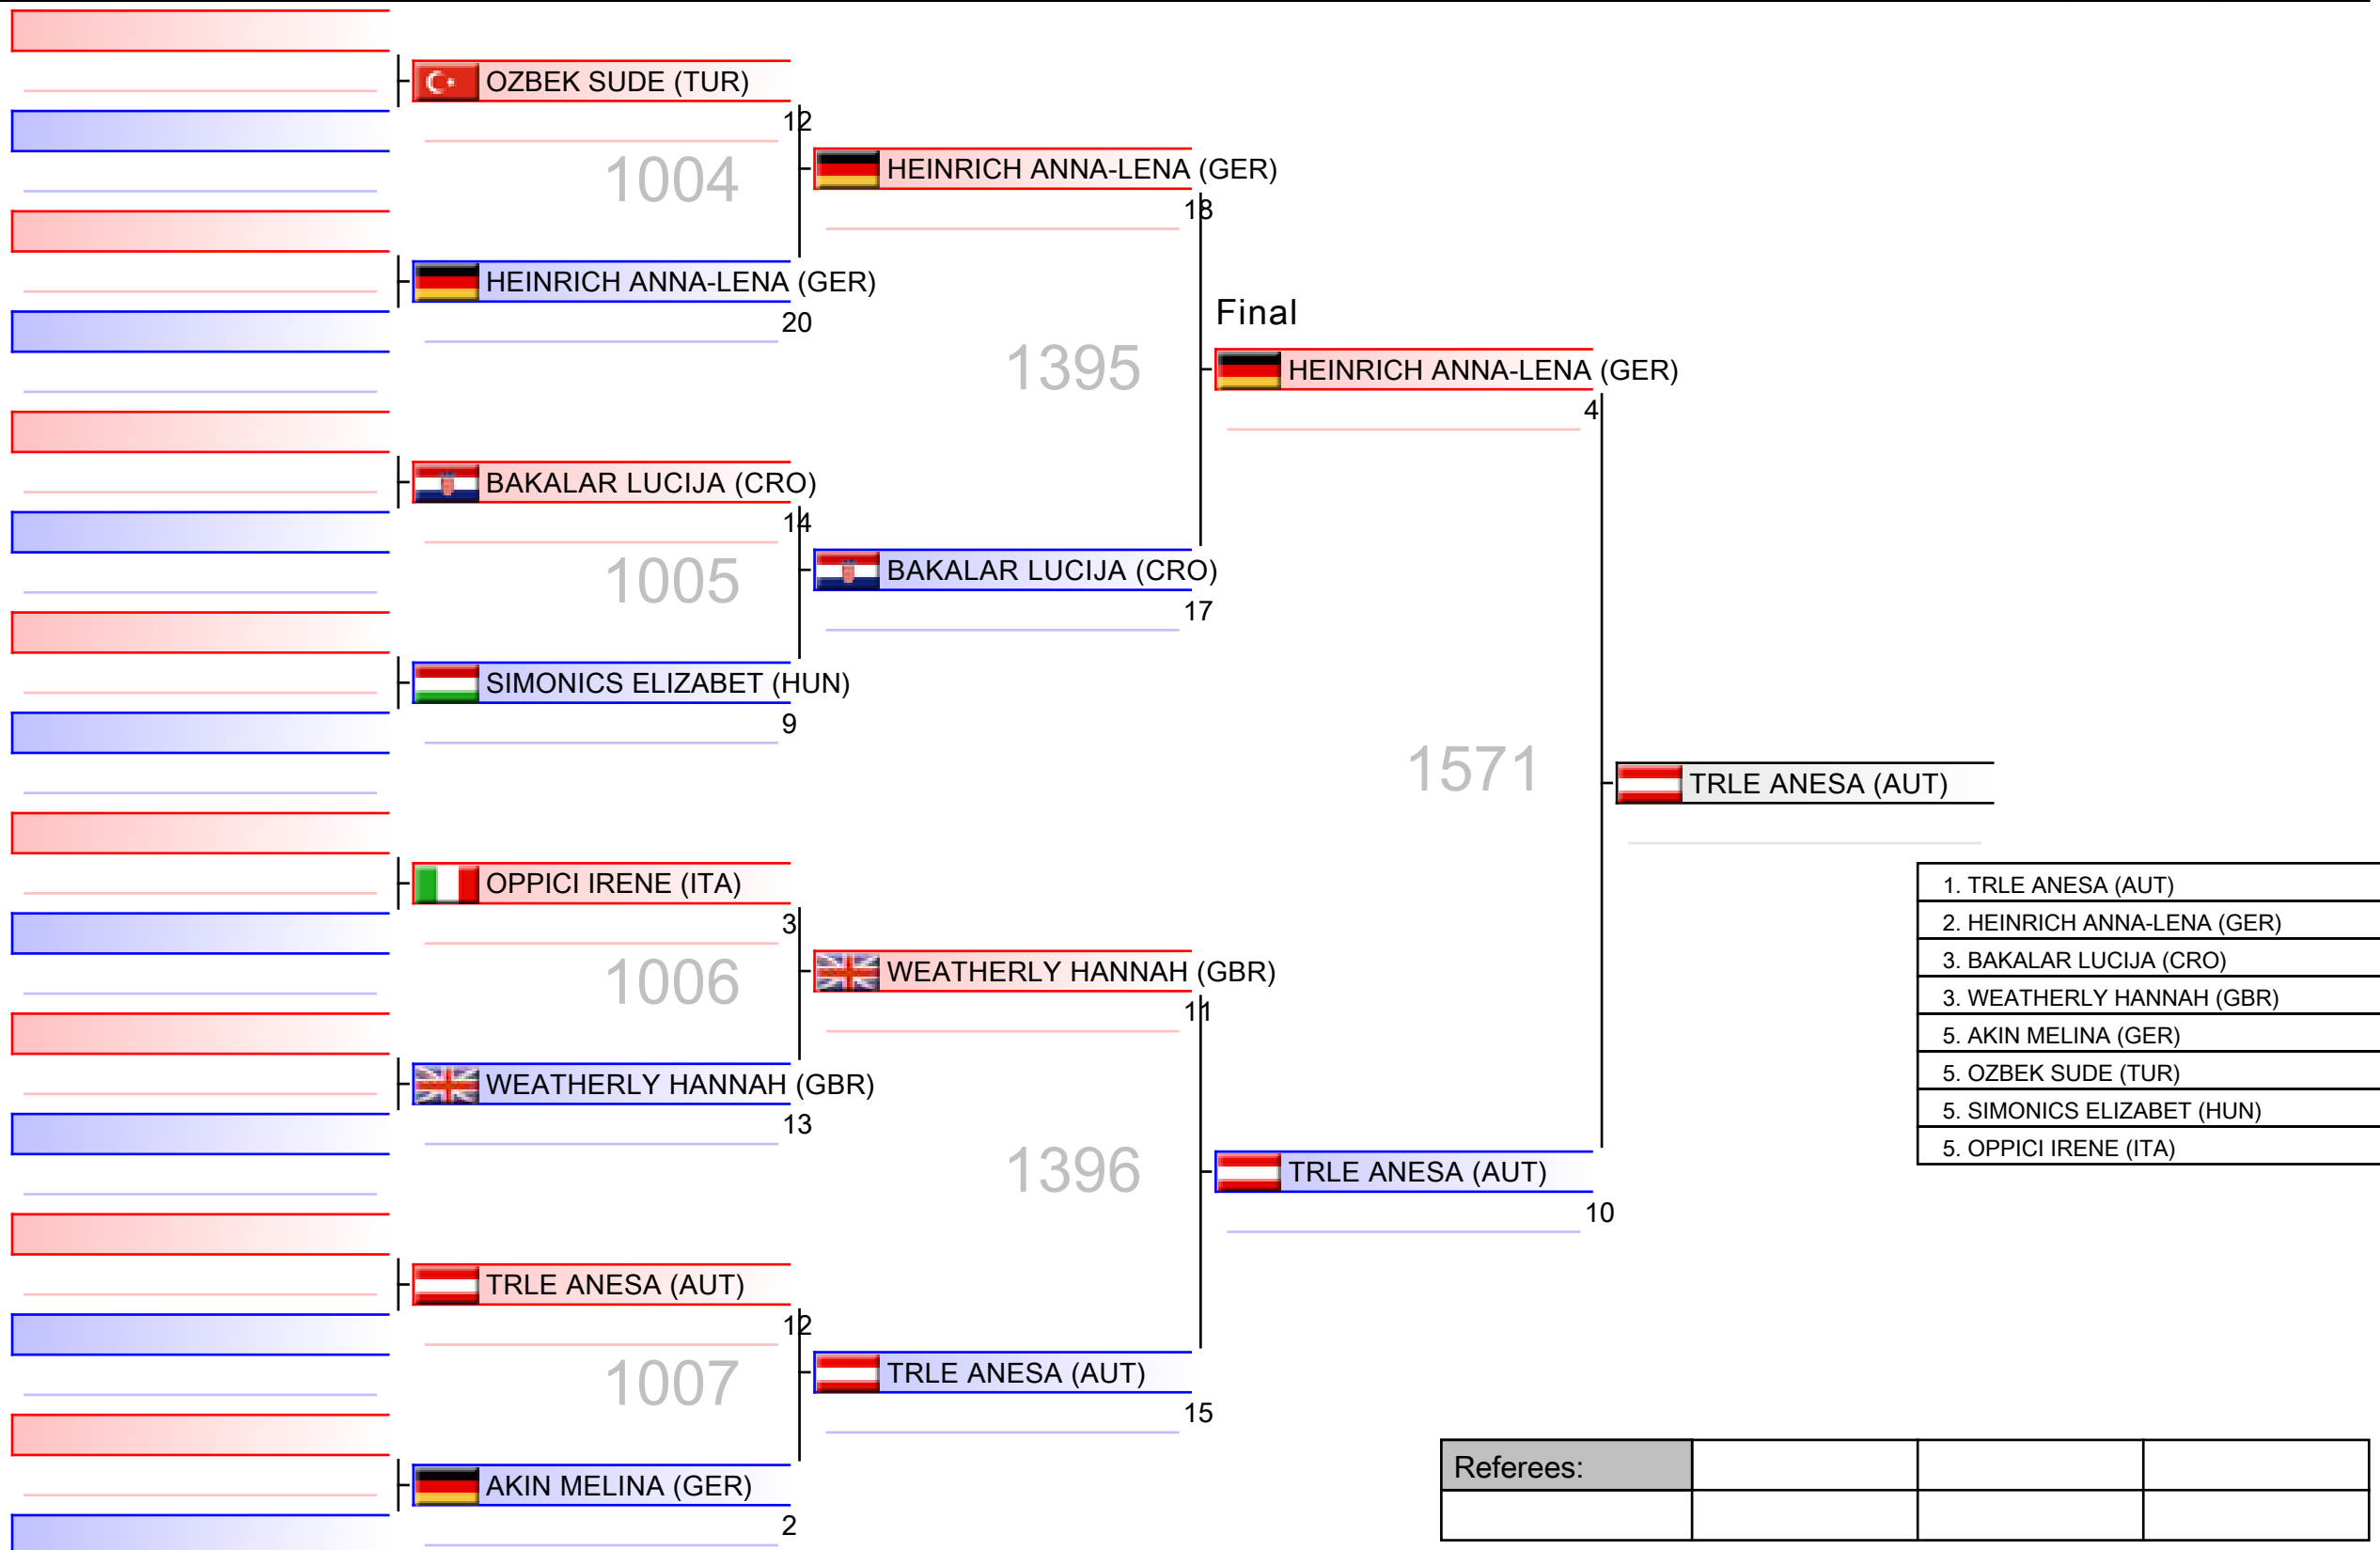 OZBEK SUDE (TUR)
12
1004
HEINRICH ANNA-LENA (GER)
20
BAKALAR LUCIJA (CRO)
14
1005
SIMONICS ELIZABET (HUN)
9
OPPICI IRENE (ITA)
3
1006
WEATHERLY HANNAH (GBR)
13
TRLE ANESA (AUT)
12
1007
AKIN MELINA (GER)
2
HEINRICH ANNA-LENA (GER)
18
1395
BAKALAR LUCIJA (CRO)
17
WEATHERLY HANNAH (GBR)
11
1396
TRLE ANESA (AUT)
15
Final
HEINRICH ANNA-LENA (GER)
4
1571
TRLE ANESA (AUT)
10
TRLE ANESA (AUT)
1. TRLE ANESA (AUT)
2. HEINRICH ANNA-LENA (GER)
3. BAKALAR LUCIJA (CRO)
3. WEATHERLY HANNAH (GBR)
5. AKIN MELINA (GER)
5. OZBEK SUDE (TUR)
5. SIMONICS ELIZABET (HUN)
5. OPPICI IRENE (ITA)
Referees: